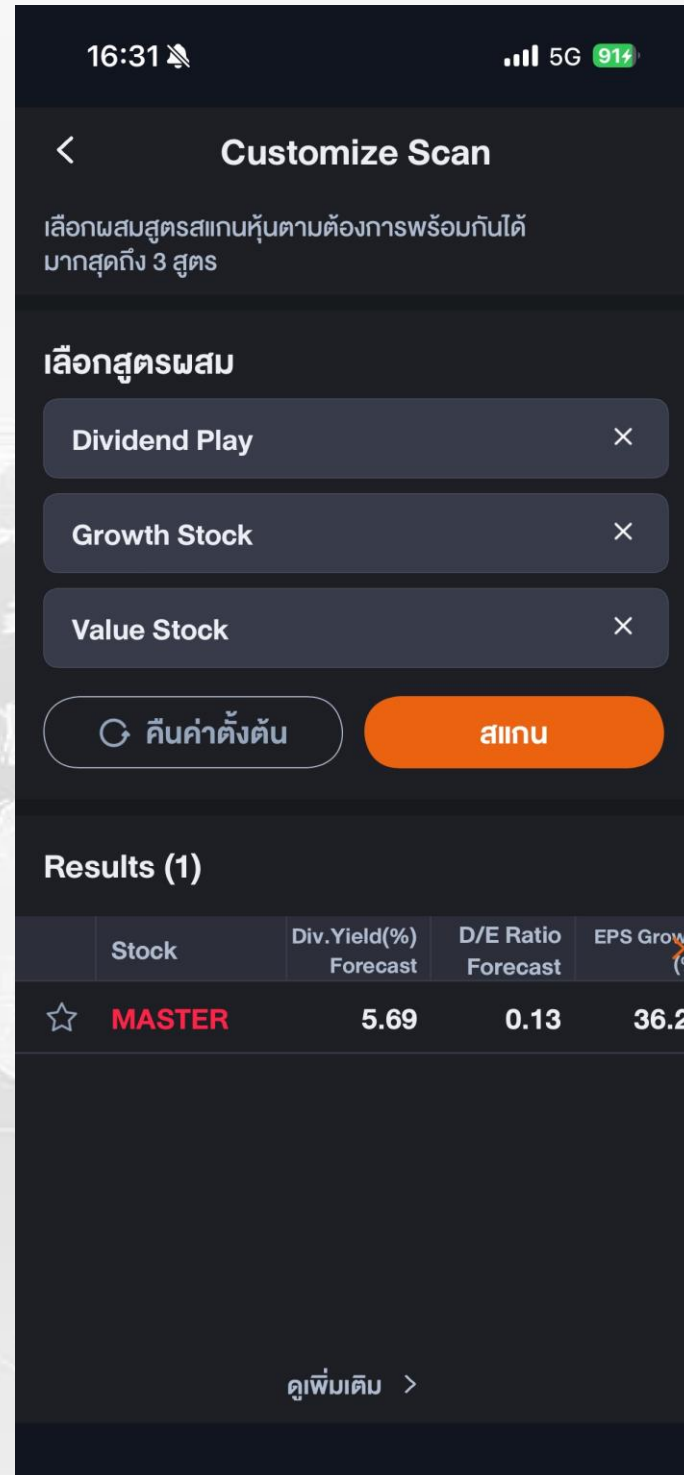 16:31 5G 91
Customize Scan
เลือกผสมสูตรสแกนหุ้นตามต้องการพร้อมกันได้
มากสุดถึง 3 สูตร
เลือกสูตรผสม
Dividend Play
Growth Stock
Value Stock
คืนค่าตั้งต้น สแกน
Results (1)
Stock Div.Yield(%) D/E Ratio EPS
Forecast Forecast
MASTER 5.69 0.13 36.2
ดูเพิ่มเติม >